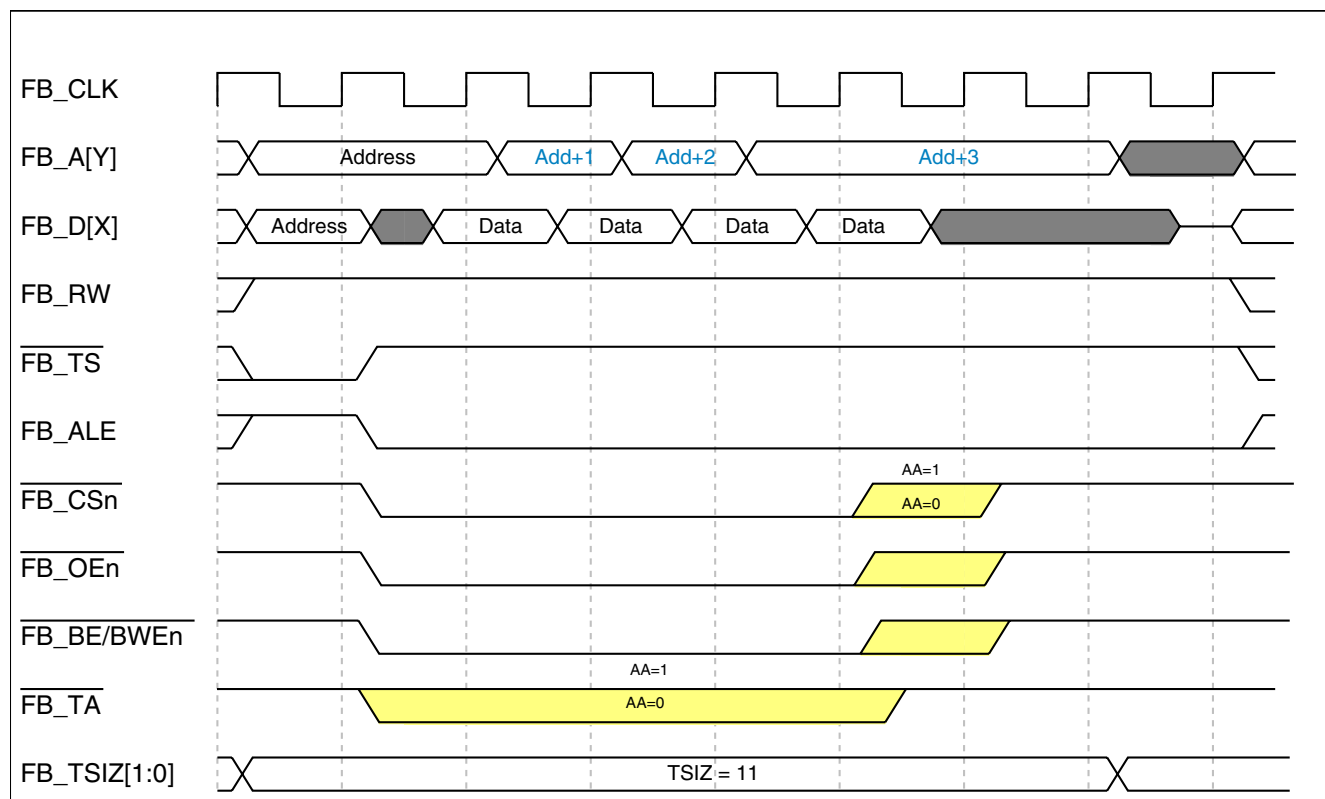 FB_CLK
FB_A[Y] Address Add+1 Add+2 Add+3
FB_D[X] Address Data Data Data Data
FB_RW
FB_TS
FB_ALE
AA=1
FB_CSn AA=0
FB_OEn
FB_BE/BWEn
AA=1
FB_TA AA=0
FB_TSIZ[1:0] TSIZ = 11